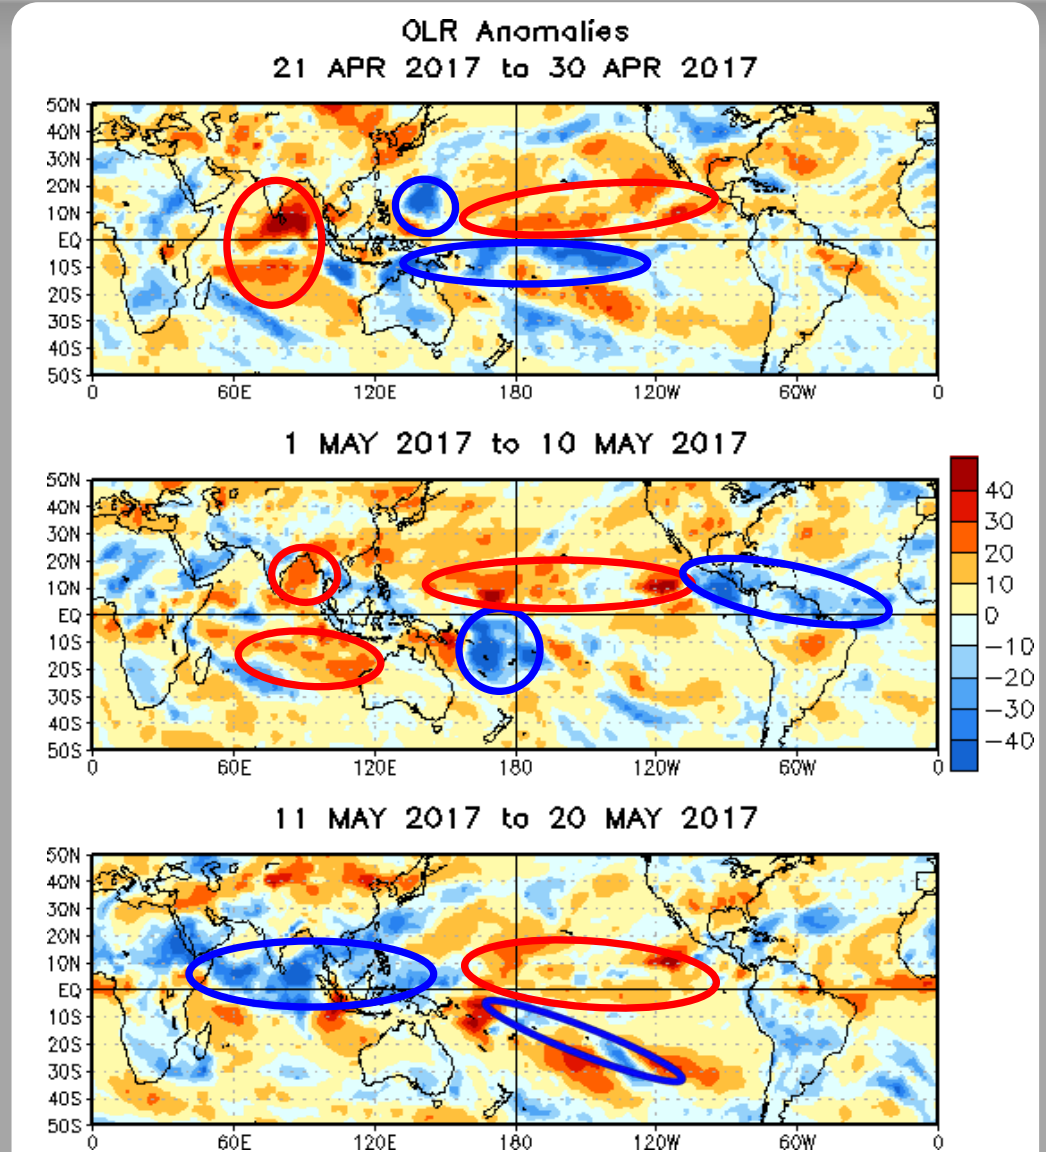 OLR Anomalies
21 APR 2017 to 30 APR 2017
50N
40N
30N
20N
10N
EQ
10S
20S
30S
40S
50S
0 60E 120E 180 120W 60W 0
1 MAY 2017 to 10 MAY 2017
50N
40N
30N
20N
10N
EQ
10S
20S
30S
40S
50S
0 60E 120E 180 120W 60W 0
40
30
20
10
0
−10
−20
−30
−40
11 MAY 2017 to 20 MAY 2017
50N
40N
30N
20N
10N
EQ
10S
20S
30S
40S
50S
0 60E 120E 180 120W 60W 0